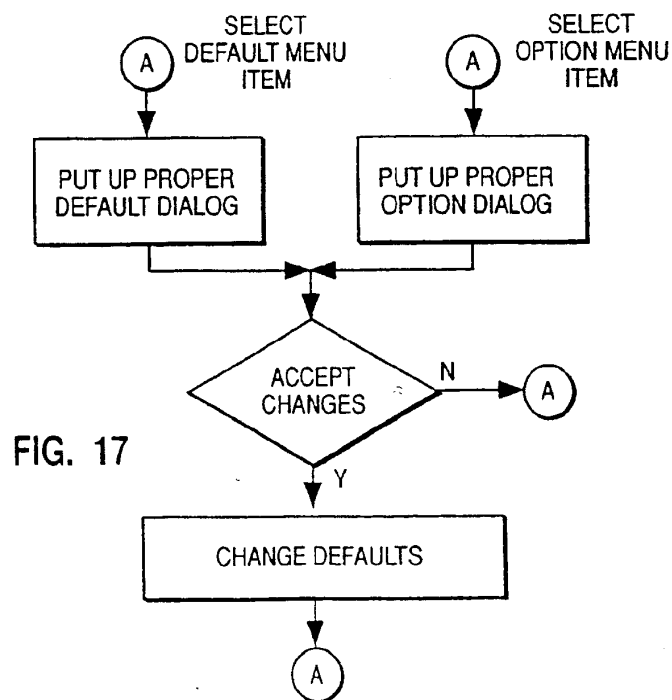 SELECT
DEFAULT MENU
ITEM
A
SELECT
OPTION MENU
ITEM
A
PUT UP PROPER
DEFAULT DIALOG
PUT UP PROPER
OPTION DIALOG
ACCEPT
CHANGES
N
A
FIG. 17
Y
CHANGE DEFAULTS
A